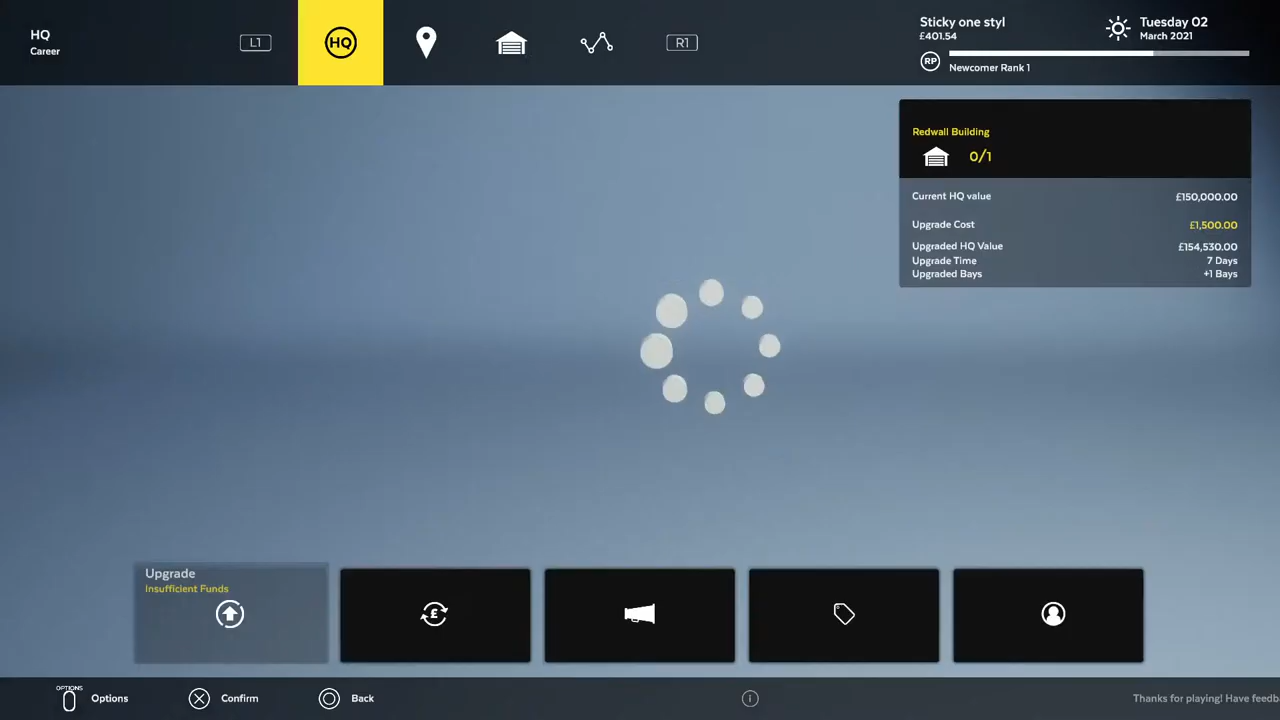 HQ
Career
L1
HQ
R1
Sticky one styl
£401.54
Tuesday 02
March 2021
RP
Newcomer Rank 1
Redwall Building
0/1
Current HQ value £150,000.00
Upgrade Cost £1,500.00
Upgraded HQ Value £154,530.00
Upgrade Time 7 Days
Upgraded Bays +1 Bays
Upgrade
Insufficient Funds
£
OPTIONS
Options
Confirm
Back
i
Thanks for playing! Have feedb